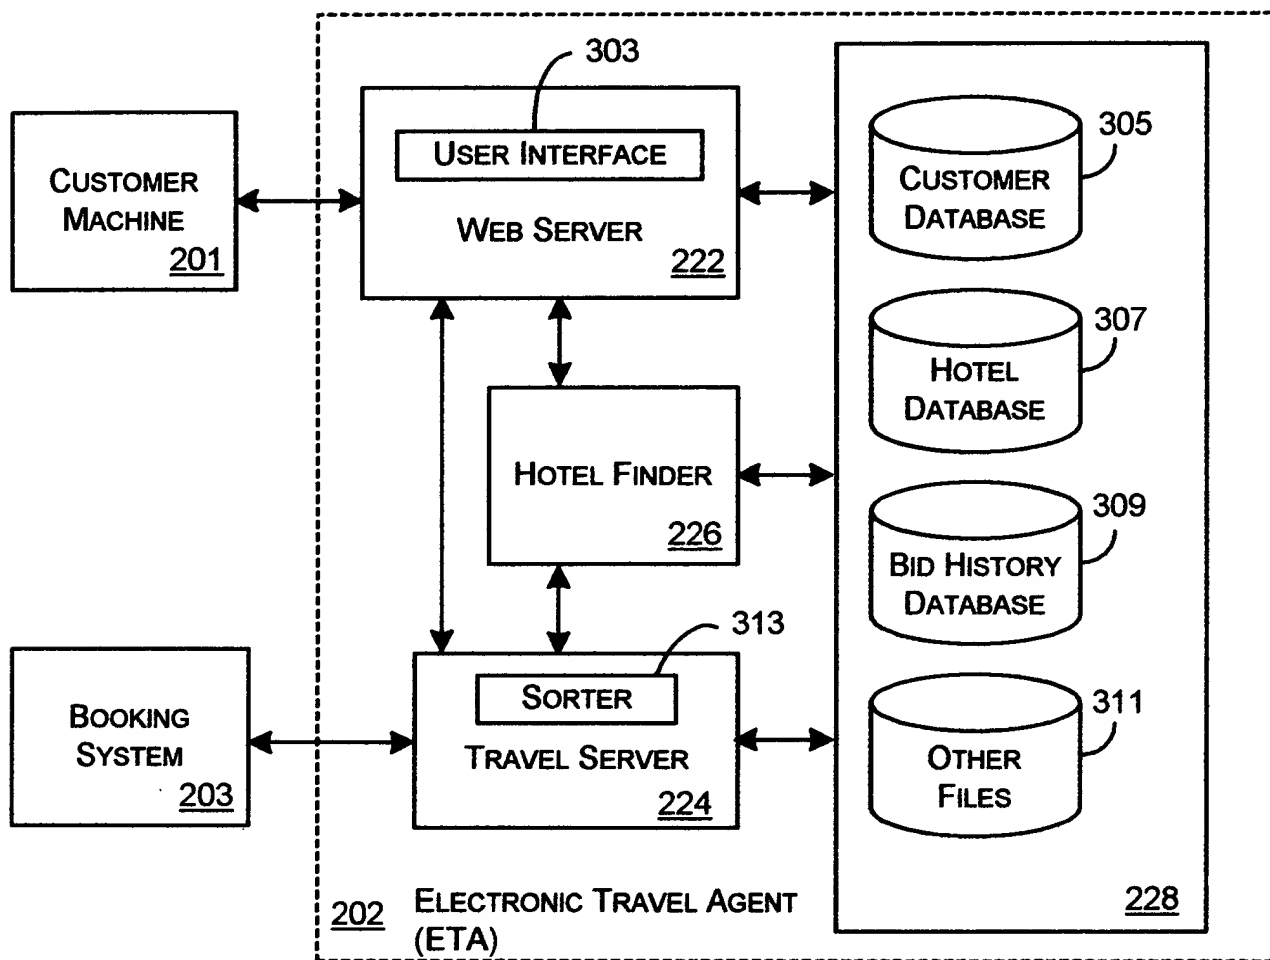 303
USER INTERFACE
WEB SERVER
222
CUSTOMER
MACHINE
201
305
CUSTOMER
DATABASE
307
HOTEL
DATABASE
HOTEL FINDER
226
309
BID HISTORY
DATABASE
313
SORTER
TRAVEL SERVER
224
BOOKING
SYSTEM
203
311
OTHER
FILES
228
202 ELECTRONIC TRAVEL AGENT
(ETA)